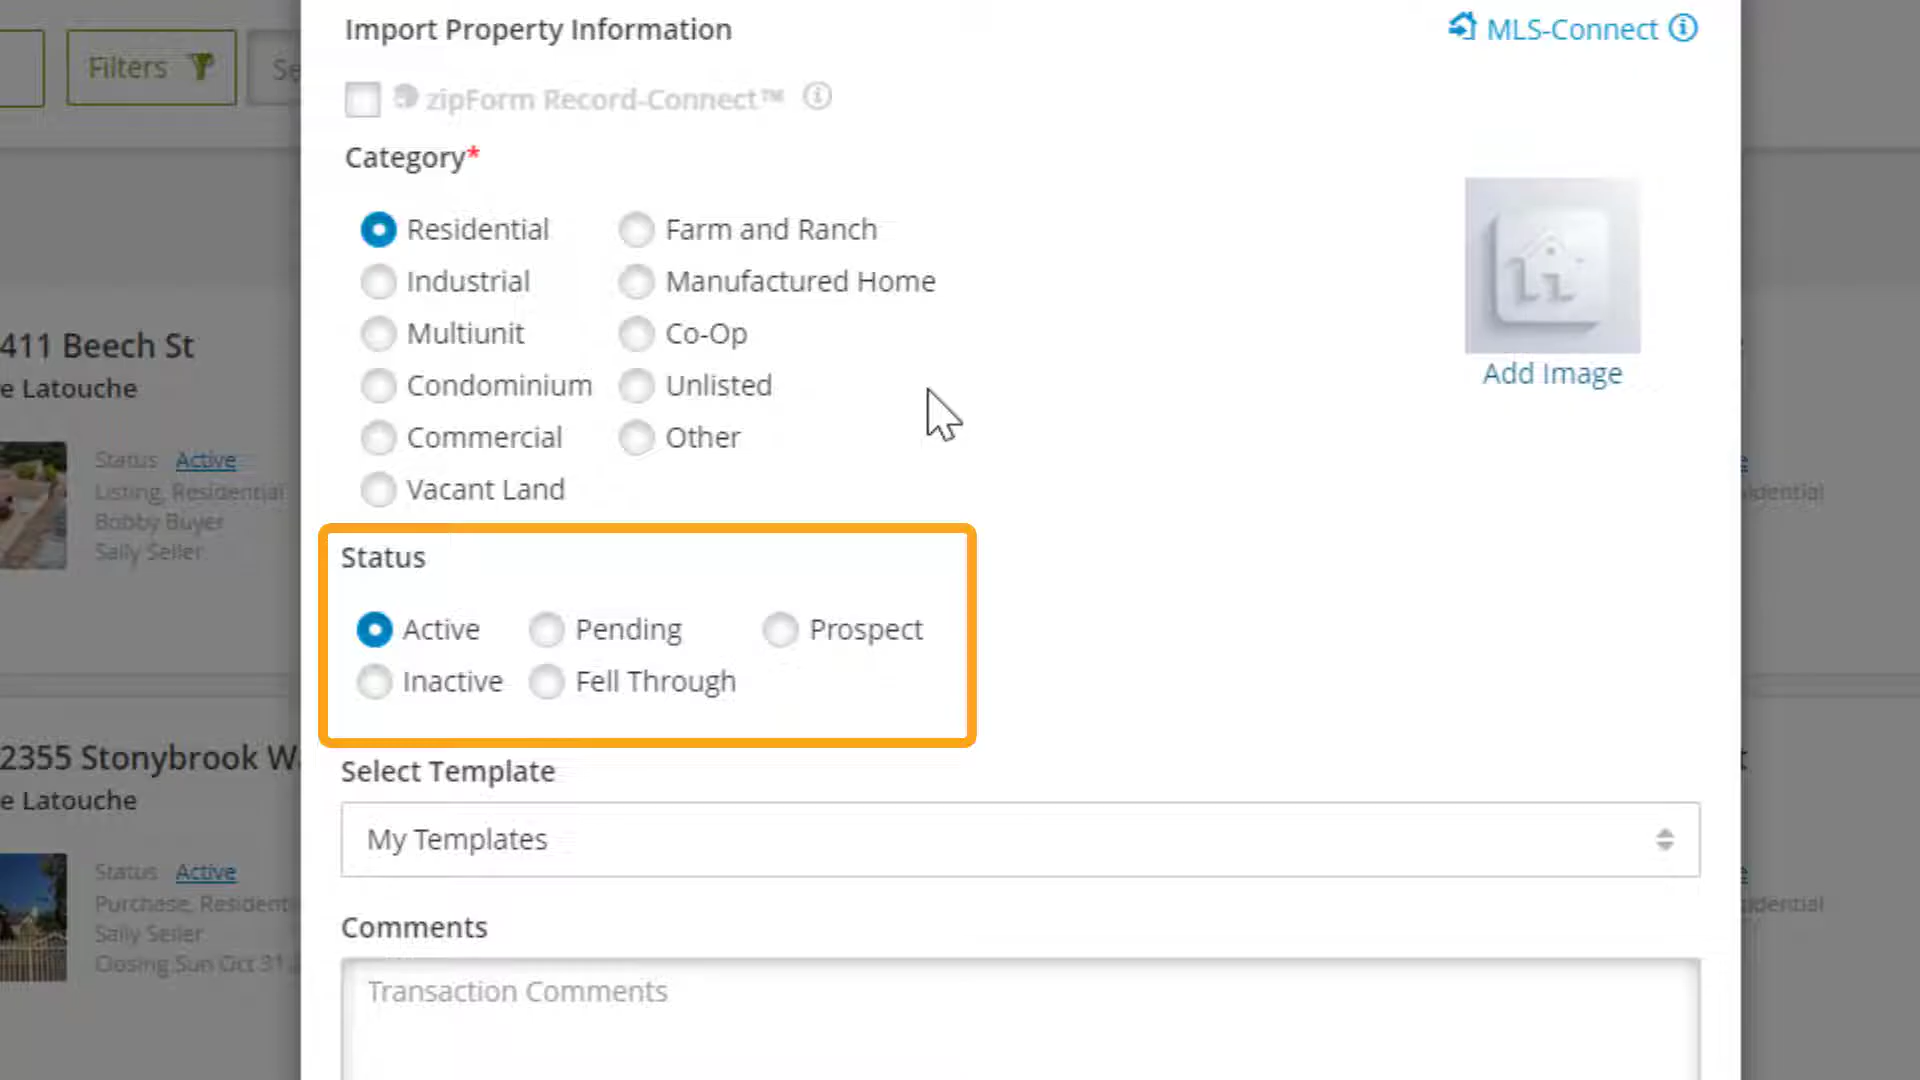 Import Property Information
MLS-Connect
zipForm Record-Connect™
Category*
Residential
Farm and Ranch
Industrial
Manufactured Home
Multiunit
Co-Op
Condominium
Unlisted
Commercial
Other
Vacant Land
Add Image
Status
Active
Pending
Prospect
Inactive
Fell Through
Select Template
My Templates
Comments
Transaction Comments
Filters
Se
411 Beech St
e Latouche
Status Active
Listing, Residential
Bobby Buyer
Sally Seller
2355 Stonybrook W
e Latouche
Status Active
Purchase, Resident
Sally Seller
Closing Sun Oct 31
idential
idential